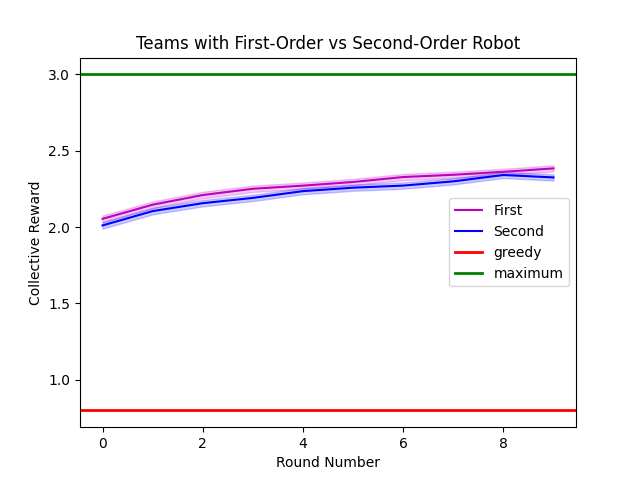 Teams with First-Order vs Second-Order Robot
Collective Reward
3.0
2.5
2.0
1.5
1.0
First
Second
greedy
maximum
0 2 4 6 8
Round Number